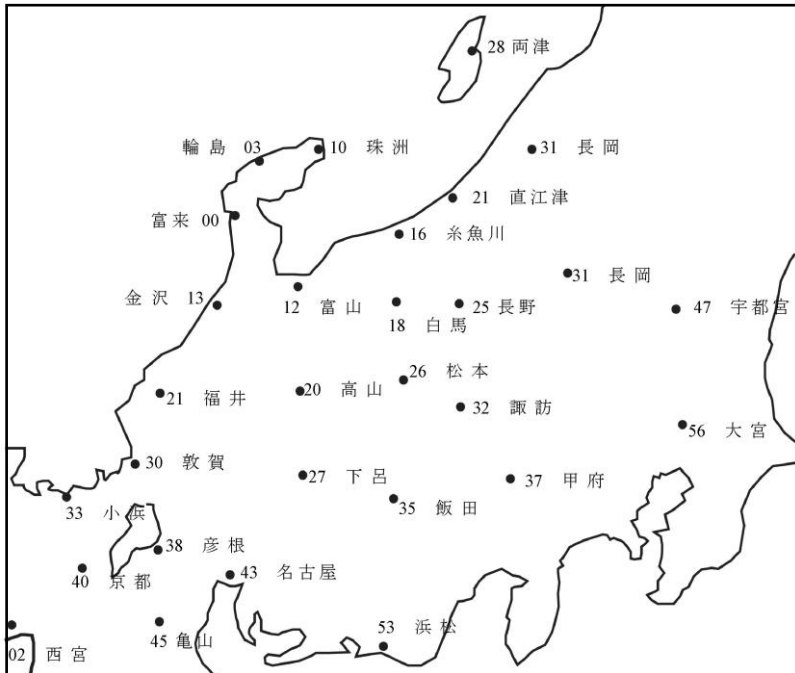 28 両津
輪島 03
10 珠洲
31 長岡
21 直江津
富来 00
16 糸魚川
31 長岡
金沢 13
12 富山
18 白馬
25 長野
47 宇都宮
26 松本
21 福井
20 高山
32 諏訪
56 大宮
30 敦賀
27 下呂
37 甲府
33 小浜
35 飯田
38 彦根
40 京都
43 名古屋
45 亀山
53 浜松
02 西宮